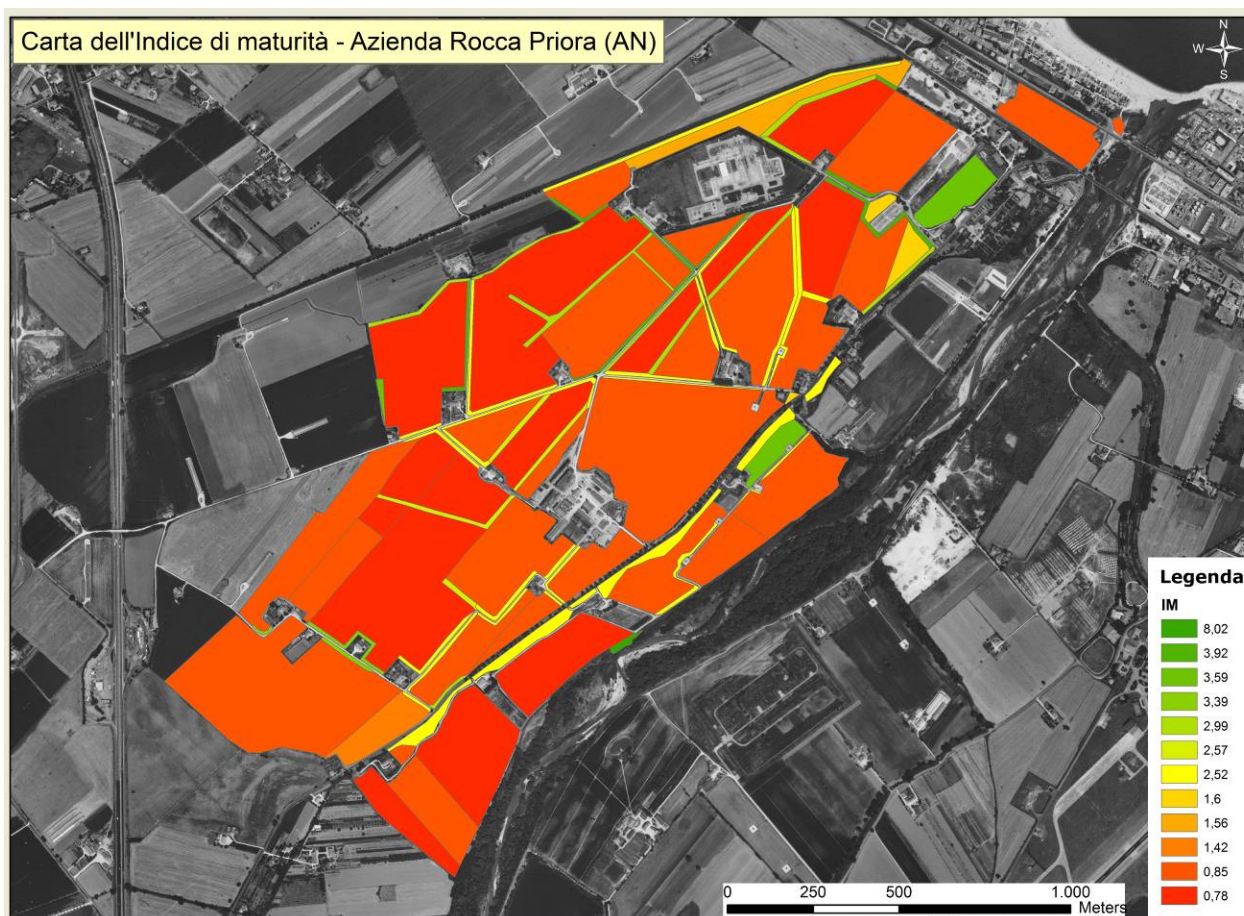 Carta dell'Indice di maturità - Azienda Rocca Priora (AN)
N
W
E
S
Legenda
IM
8,02
3,92
3,59
3,39
2,99
2,57
2,52
1,6
1,56
1,42
0,85
0,78
0 250 500 1.000
Meters